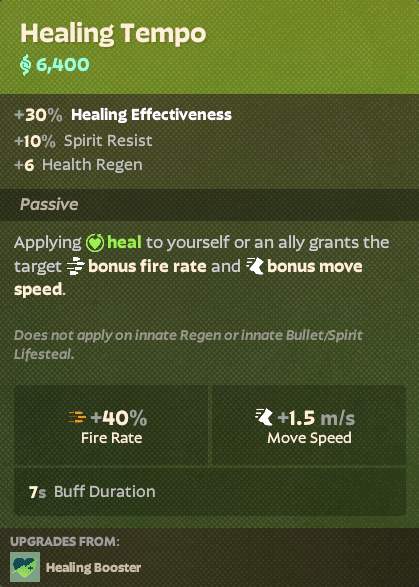 Healing Tempo
6,400
+30% Healing Effectiveness
+10% Spirit Resist
+6 Health Regen
Passive
Applying heal to yourself or an ally grants the
target bonus fire rate and bonus move
speed.
Does not apply on innate Regen or innate Bullet/Spirit
Lifesteal.
+40%
Fire Rate
+1.5 m/s
Move Speed
7s Buff Duration
UPGRADES FROM:
Healing Booster